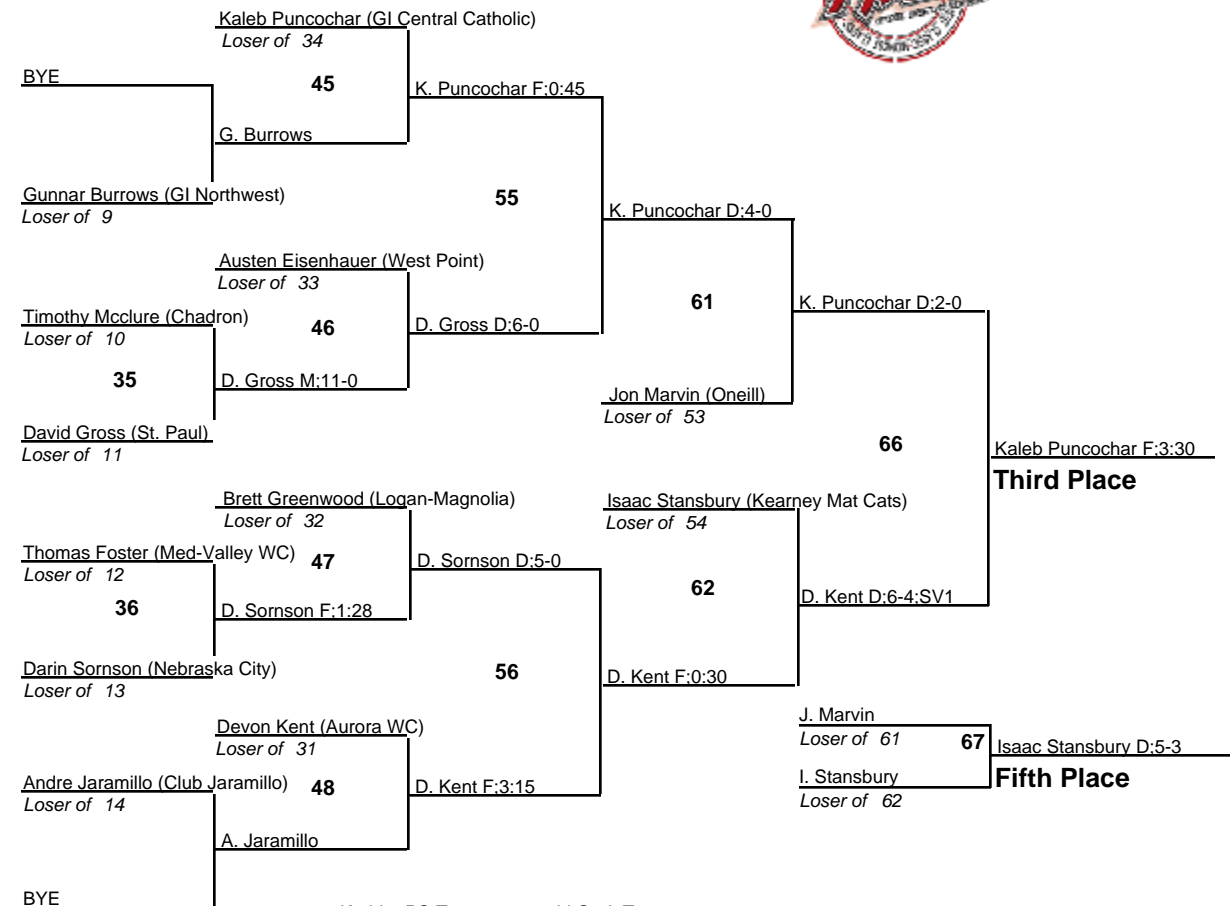 Kaleb Puncochar (GI Central Catholic)
Loser of 34
BYE
45
K. Puncochar F;0:45
G. Burrows
Gunnar Burrows (GI Northwest)
Loser of 9
55
K. Puncochar D;4-0
Austen Eisenhauer (West Point)
Loser of 33
Timothy Mcclure (Chadron)
Loser of 10
46
D. Gross D;6-0
61
K. Puncochar D;2-0
35
D. Gross M;11-0
Jon Marvin (Oneill)
Loser of 53
David Gross (St. Paul)
Loser of 11
66
Kaleb Puncochar F;3:30
Third Place
Brett Greenwood (Logan-Magnolia)
Loser of 32
Isaac Stansbury (Kearney Mat Cats)
Loser of 54
Thomas Foster (Med-Valley WC)
Loser of 12
47
D. Sornson D;5-0
62
D. Kent D;6-4;SV1
36
D. Sornson F;1:28
Darin Sornson (Nebraska City)
Loser of 13
56
D. Kent F;0:30
Devon Kent (Aurora WC)
Loser of 31
J. Marvin
Loser of 61
67
Isaac Stansbury D;5-3
Fifth Place
Andre Jaramillo (Club Jaramillo)
Loser of 14
48
D. Kent F;3:15
I. Stansbury
Loser of 62
A. Jaramillo
BYE